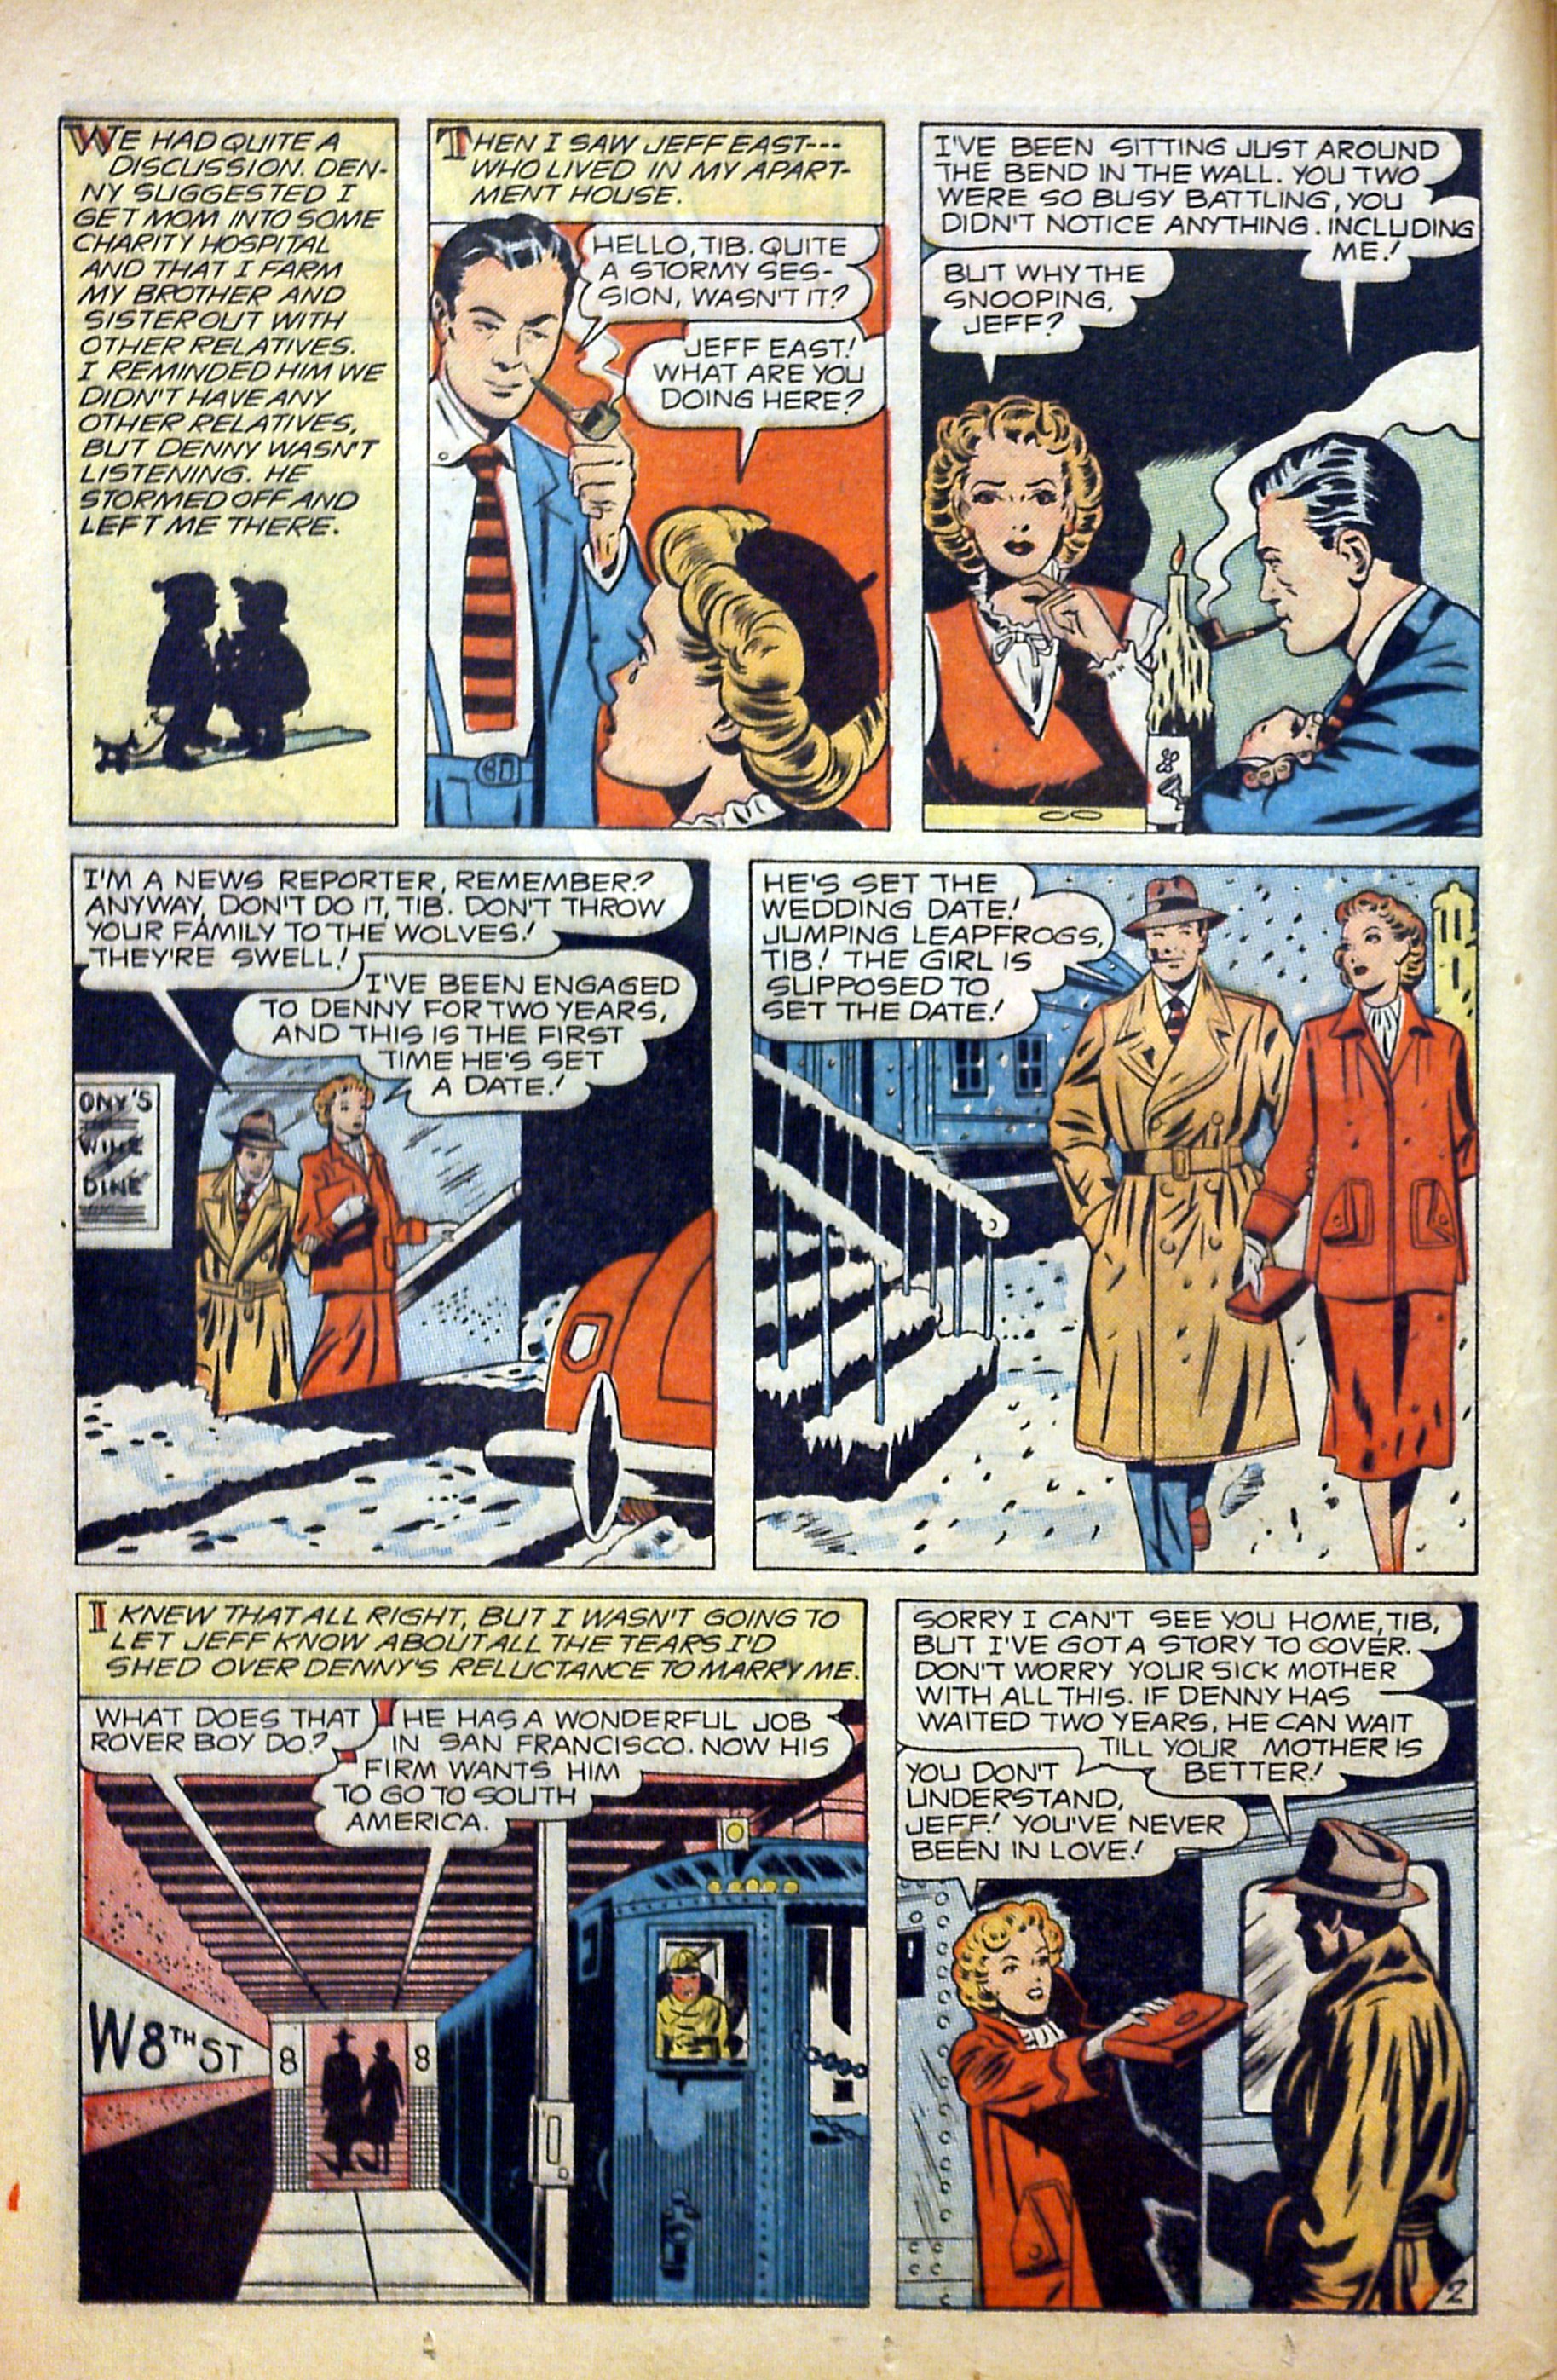 WE HAD QUITE A
DISCUSSION. DEN-
NY SUGGESTED I
GET MOM INTO SOME
CHARITY HOSPITAL
AND THAT I FARM
MY BROTHER AND
SISTER OUT WITH
OTHER RELATIVES.
I REMINDED HIM WE
DIDN'T HAVE ANY
OTHER RELATIVES,
BUT DENNY WASN'T
LISTENING. HE
STORMED OFF AND
LEFT ME THERE.
THEN I SAW JEFF EAST---
WHO LIVED IN MY APART-
MENT HOUSE.
HELLO, TIB. QUITE
A STORMY SES-
SION, WASN'T IT?
JEFF EAST!
WHAT ARE YOU
DOING HERE?
I'VE BEEN SITTING JUST AROUND
THE BEND IN THE WALL. YOU TWO
WERE SO BUSY BATTLING, YOU
DIDN'T NOTICE ANYTHING. INCLUDING
ME!
BUT WHY THE
SNOOPING,
JEFF?
I'M A NEWS REPORTER, REMEMBER?
ANYWAY, DON'T DO IT, TIB. DON'T THROW
YOUR FAMILY TO THE WOLVES!
THEY'RE SWELL!
I'VE BEEN ENGAGED
TO DENNY FOR TWO YEARS,
AND THIS IS THE FIRST
TIME HE'S SET
A DATE!
ONY'S
WINE
DINE
HE'S SET THE
WEDDING DATE!
JUMPING LEAPFROGS,
TIB! THE GIRL IS
SUPPOSED TO
SET THE DATE!
I KNEW THAT ALL RIGHT, BUT I WASN'T GOING TO
LET JEFF KNOW ABOUT ALL THE TEARS I'D
SHED OVER DENNY'S RELUCTANCE TO MARRY ME.
WHAT DOES THAT
ROVER BOY DO?
HE HAS A WONDERFUL JOB
IN SAN FRANCISCO. NOW HIS
FIRM WANTS HIM
TO GO TO SOUTH
AMERICA.
W 8TH ST
8
8
SORRY I CAN'T SEE YOU HOME, TIB,
BUT I'VE GOT A STORY TO COVER.
DON'T WORRY YOUR SICK MOTHER
WITH ALL THIS. IF DENNY HAS
WAITED TWO YEARS, HE CAN WAIT
TILL YOUR MOTHER IS
BETTER!
YOU DON'T
UNDERSTAND,
JEFF! YOU'VE NEVER
BEEN IN LOVE!
2